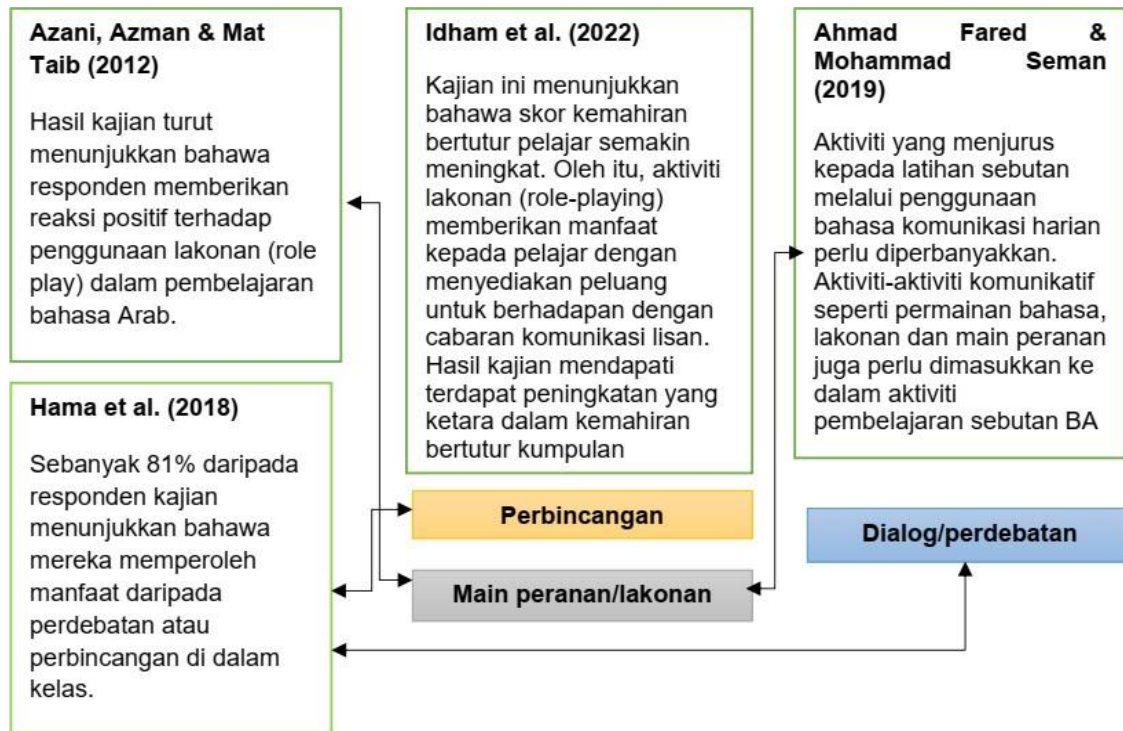 Azani, Azman & Mat
Taib (2012)
Hasil kajian turut
menunjukkan bahawa
responden memberikan
reaksi positif terhadap
penggunaan lakonan (role
play) dalam pembelajaran
bahasa Arab.
Hama et al. (2018)
Sebanyak 81% daripada
responden kajian
menunjukkan bahawa
mereka memperoleh
manfaat daripada
perdebatan atau
perbincangan di dalam
kelas.
Idham et al. (2022)
Kajian ini menunjukkan
bahawa skor kemahiran
bertutur pelajar semakin
meningkat. Oleh itu, aktiviti
lakonan (role-playing)
memberikan manfaat
kepada pelajar dengan
menyediakan peluang
untuk berhadapan dengan
cabaran komunikasi lisan.
Hasil kajian mendapati
terdapat peningkatan yang
ketara dalam kemahiran
bertutur kumpulan
Perbincangan
Main peranan/lakonan
Ahmad Fared &
Mohammad Seman
(2019)
Aktiviti yang menjurus
kepada latihan sebutan
melalui penggunaan
bahasa komunikasi harian
perlu diperbanyakkan.
Aktiviti-aktiviti komunikatif
seperti permainan bahasa,
lakonan dan main peranan
juga perlu dimasukkan ke
dalam aktiviti
pembelajaran sebutan BA
Dialog/perdebatan